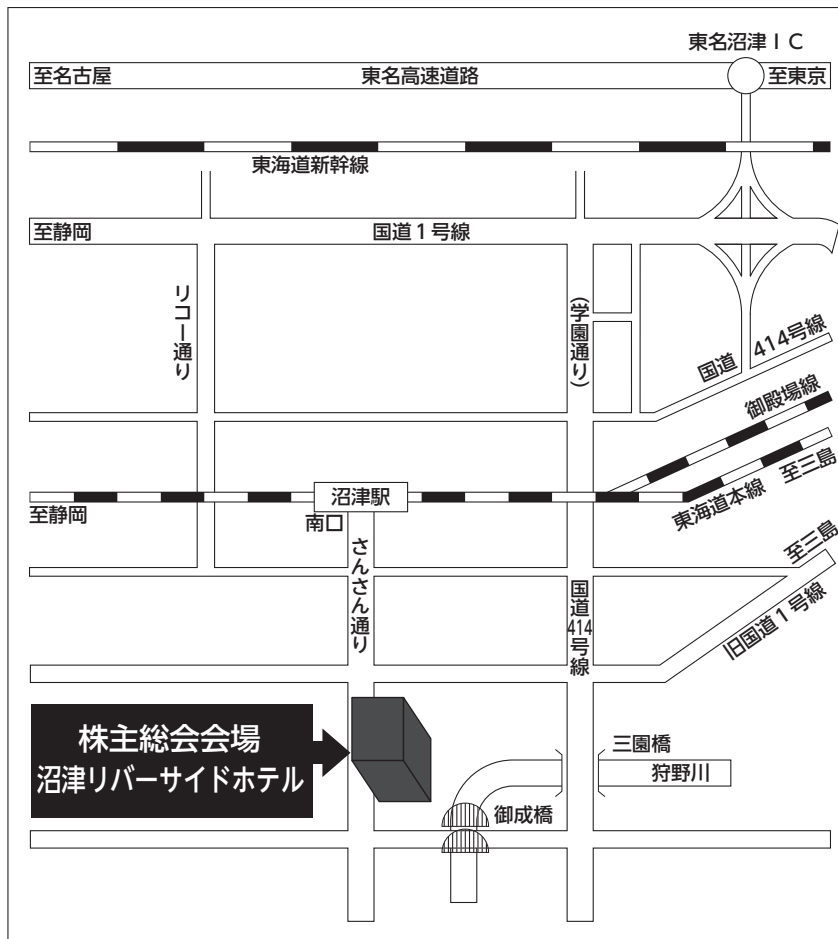 東名沼津IC
至名古屋
東名高速道路
至東京
東海道新幹線
至静岡
国道1号線
リコー通り
(学園通り)
国道 414号線
御殿場線
至三島
東海道本線
沼津駅
至静岡
南口
さんさん通り
国道414号線
至三島
旧国道1号線
株主総会会場
沼津リバーサイドホテル
三園橋
狩野川
御成橋